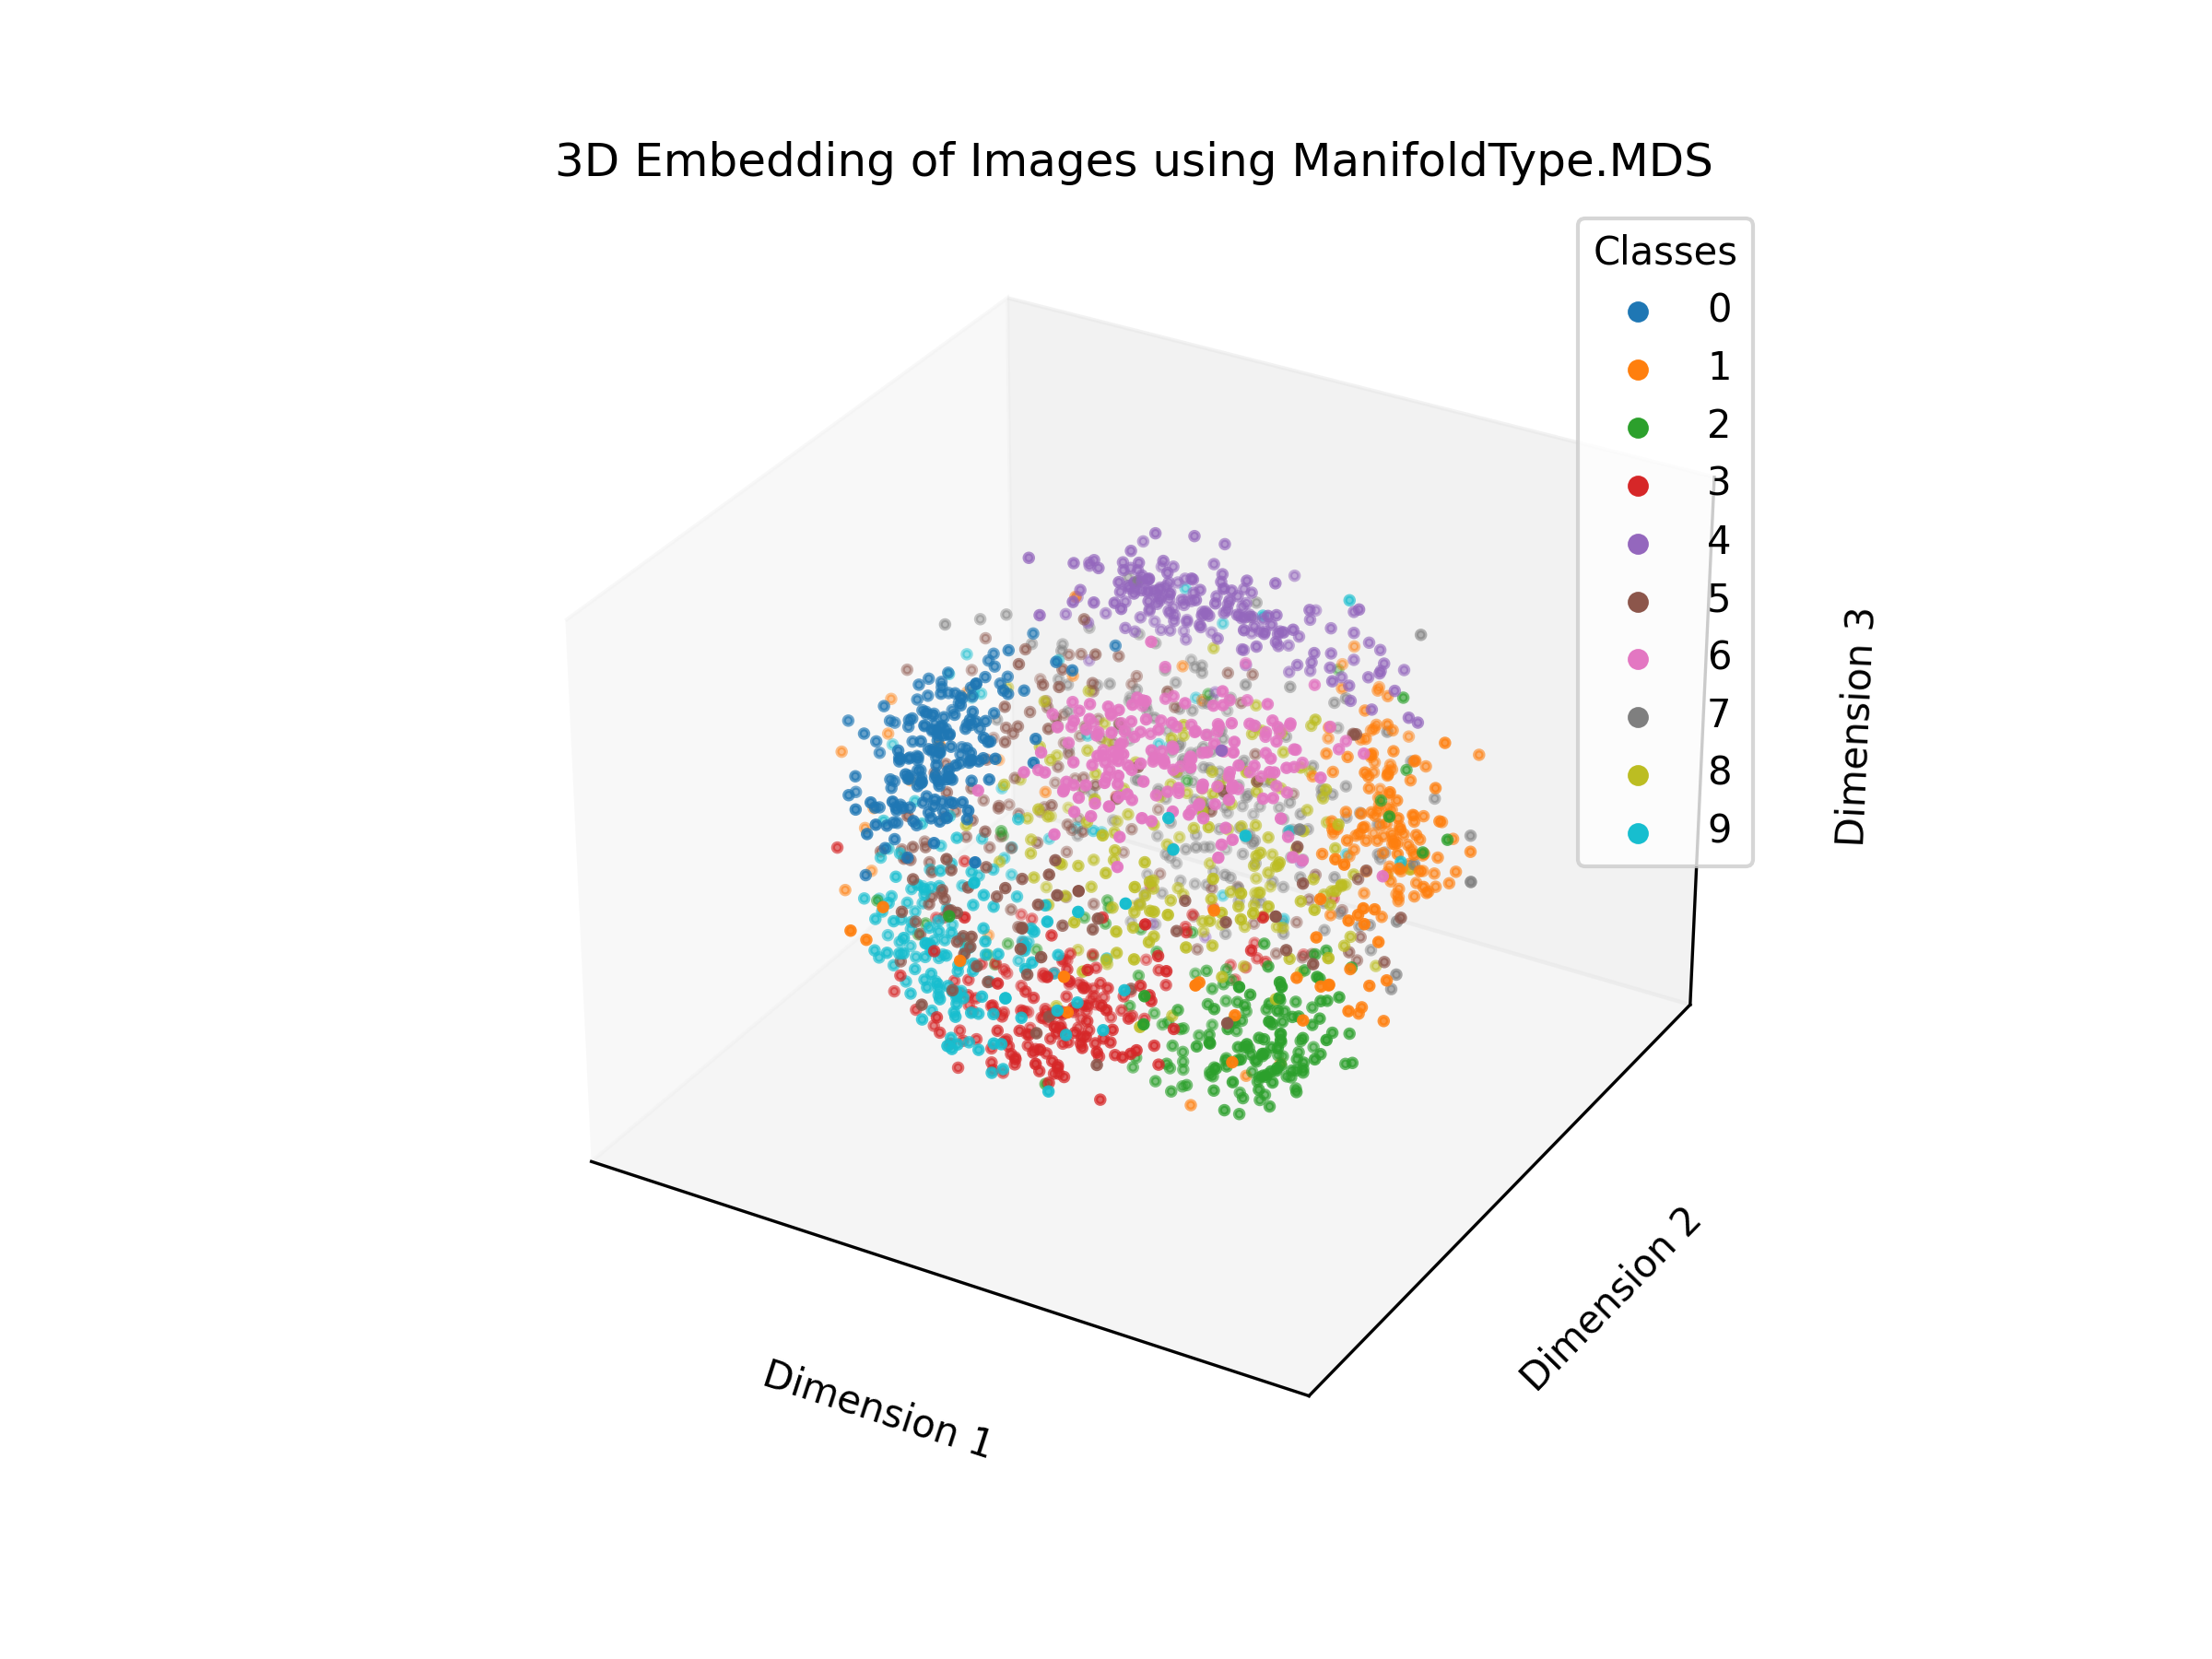 3D Embedding of Images using ManifoldType.MDS
Classes
0
1
2
3
4
5
6
7
8
9
Dimension 3
Dimension 2
Dimension 1